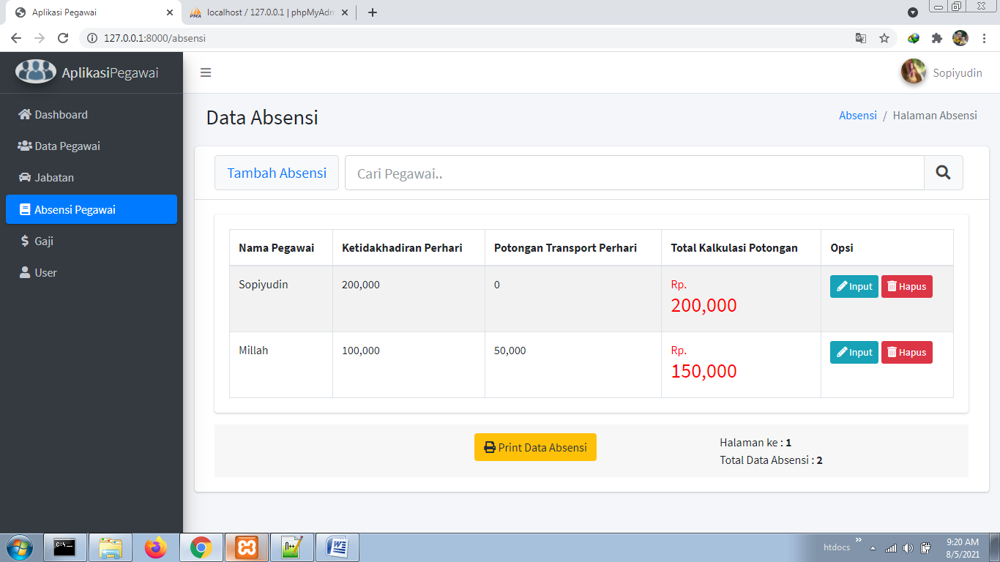 Aplikasi Pegawai
localhost / 127.0.0.1 | phpMyAdm
127.0.0.1:8000/absensi
AplikasiPegawai
Sopiyudin
Dashboard
Data Pegawai
Jabatan
Absensi Pegawai
Gaji
User
Data Absensi
Absensi / Halaman Absensi
Tambah Absensi
Cari Pegawai..
Nama Pegawai Ketidakhadiran Perhari Potongan Transport Perhari Total Kalkulasi Potongan Opsi
Sopiyudin 200,000 0 Rp. Input Hapus
200,000
Millah 100,000 50,000 Rp. Input Hapus
150,000
Print Data Absensi
Halaman ke : 1
Total Data Absensi : 2
htdocs
9:20 AM
8/5/2021